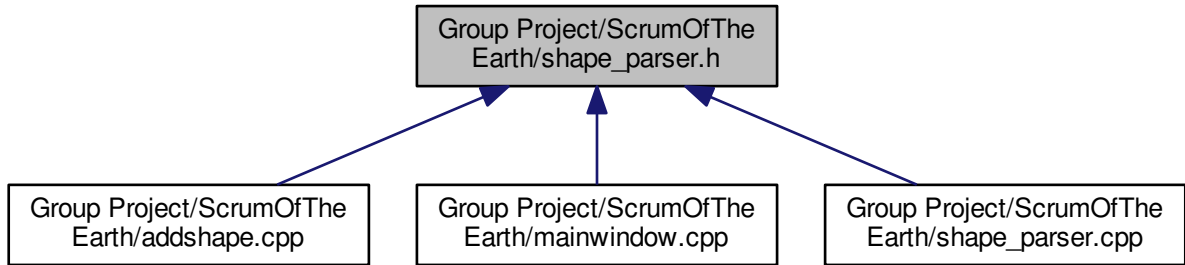 Group Project/ScrumOfThe
Earth/shape_parser.h
Group Project/ScrumOfThe
Earth/addshape.cpp
Group Project/ScrumOfThe
Earth/mainwindow.cpp
Group Project/ScrumOfThe
Earth/shape_parser.cpp